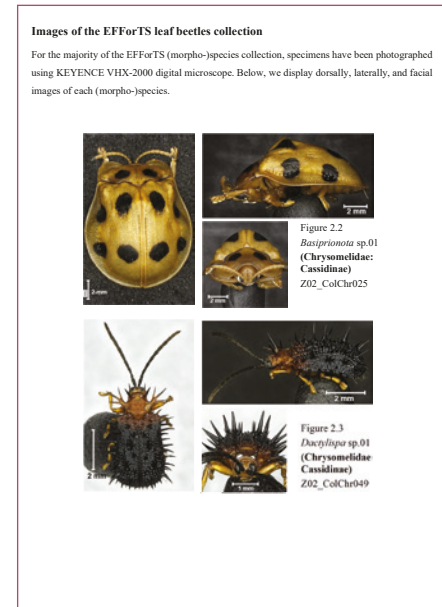 Images of the EFForTS leaf beetles collection
For the majority of the EFForTS (morpho-)species collection, specimens have been photographed
using KEYENCE VHX-2000 digital microscope. Below, we display dorsally, laterally, and facial
images of each (morpho-)species.
2 mm
2 mm
2 mm
Figure 2.2
Basiprionota sp.01
(Chrysomelidae:
Cassidinae)
Z02_ColChr025
2 mm
2 mm
1 mm
Figure 2.3
Dactylispa sp.01
(Chrysomelidae
Cassidinae)
Z02_ColChr049